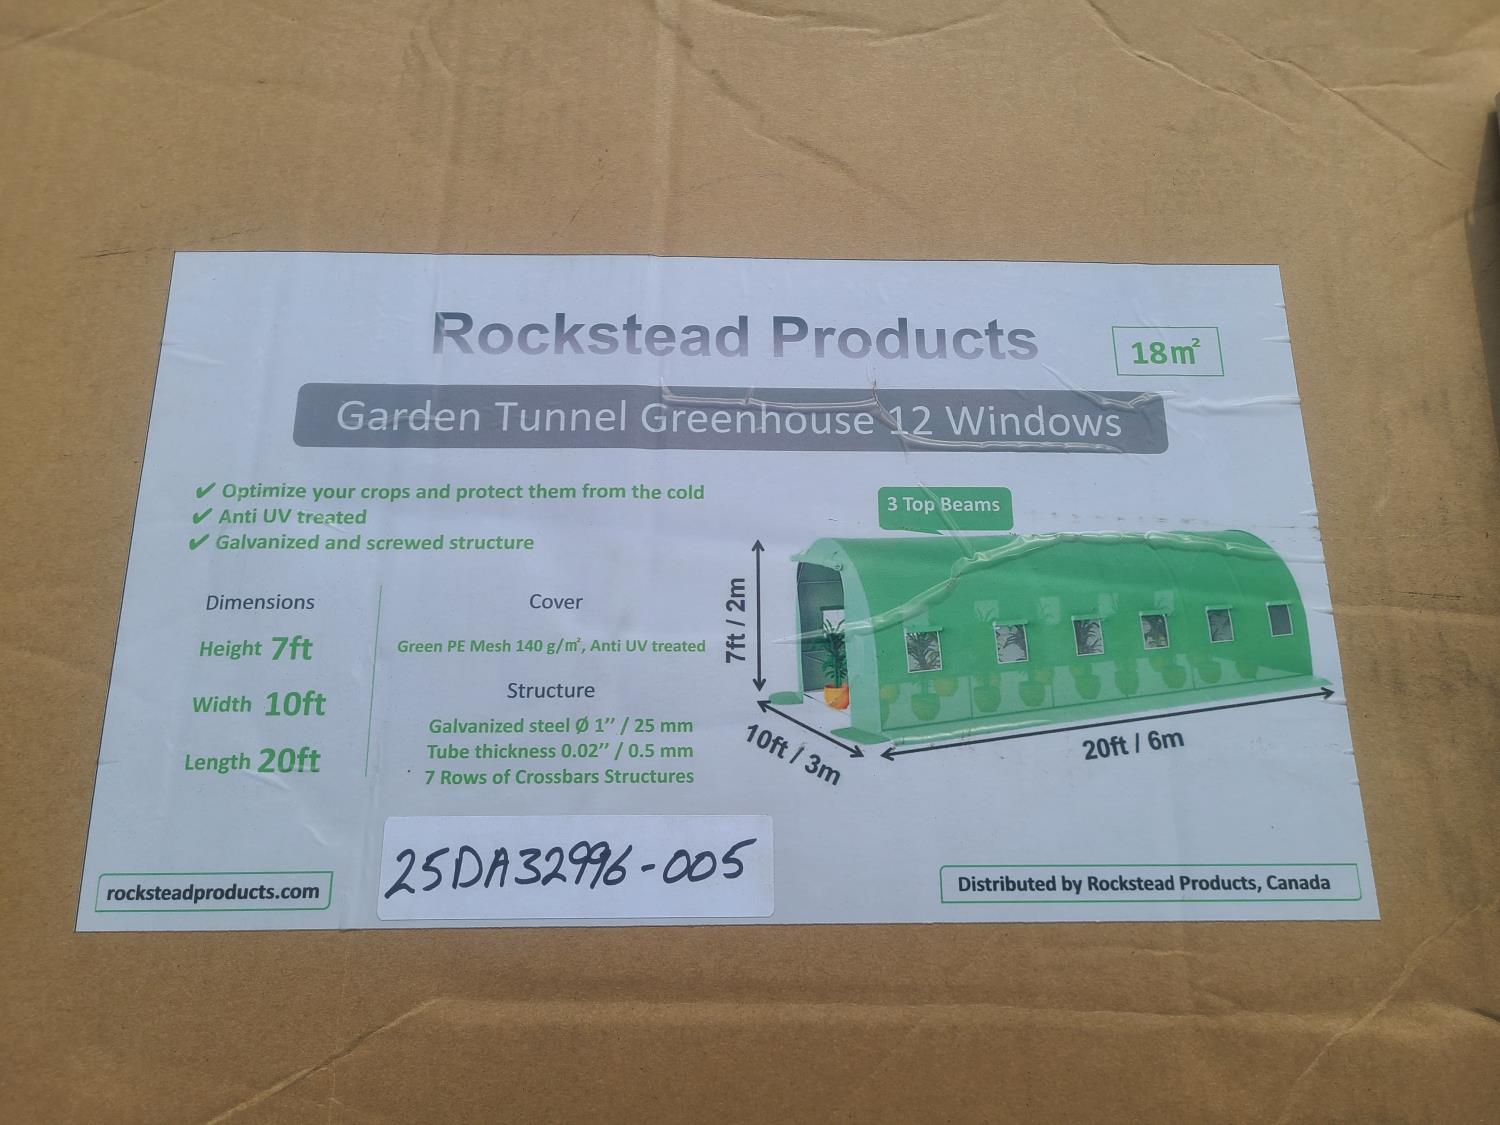 Rockstead Products
18m²
Garden Tunnel Greenhouse 12 Windows
✔ Optimize your crops and protect them from the cold
✔ Anti UV treated
✔ Galvanized and screwed structure
3 Top Beams
Dimensions
Height 7ft
Width 10ft
Length 20ft
Cover
Green PE Mesh 140 g/m², Anti UV treated
Structure
Galvanized steel Ø 1’’ / 25 mm
Tube thickness 0.02’’ / 0.5 mm
7 Rows of Crossbars Structures
7ft / 2m
10ft / 3m
20ft / 6m
rocksteadproducts.com
25DA32996-005
Distributed by Rockstead Products, Canada